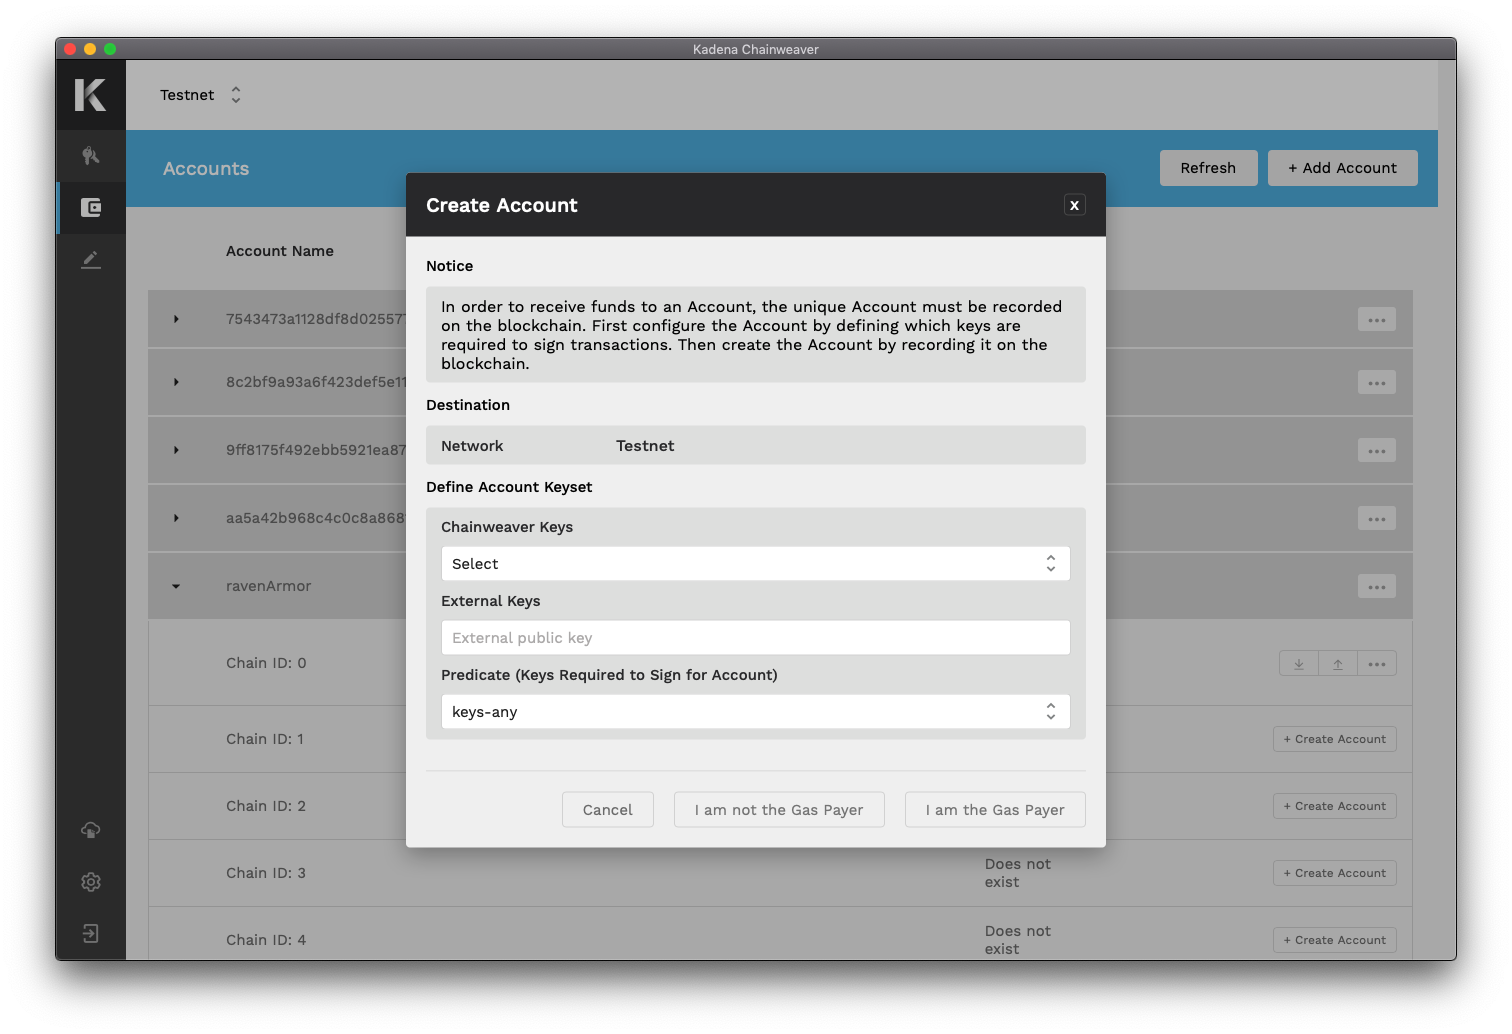 Kadena Chainweaver
Testnet
Accounts
Refresh
+ Add Account
Create Account
X
Account Name
Notice
In order to receive funds to an Account, the unique Account must be recorded
on the blockchain. First configure the Account by defining which keys are
required to sign transactions. Then create the Account by recording it on the
blockchain.
7543473a1128df8d02557
8c2bf9a93a6f423def5e11
9ff8175f492ebb5921ea87
aa5a42b968c4c0c8a868
ravenArmor
Destination
Network Testnet
Define Account Keyset
Chainweaver Keys
Select
External Keys
External public key
Predicate (Keys Required to Sign for Account)
keys-any
Cancel
I am not the Gas Payer
I am the Gas Payer
Chain ID: 0
Chain ID: 1
+ Create Account
Chain ID: 2
+ Create Account
Chain ID: 3
Does not
exist
+ Create Account
Chain ID: 4
Does not
exist
+ Create Account